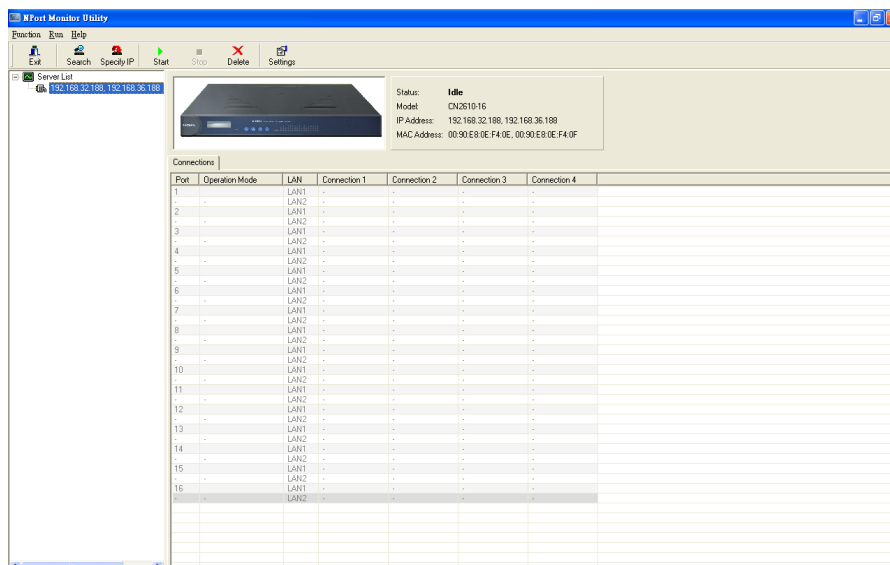 NPort Monitor Utility
Function Run Help
Exit Search Specify IP Start Stop Delete Settings
Server List
192.168.32.188, 192.168.36.188
Status: Idle
Model: CN2610-16
IP Address: 192.168.32.188, 192.168.36.188
MAC Address: 00:90:E8:0E:F4:0E, 00:90:E8:0E:F4:0F
Connections
Port Operation Mode LAN Connection 1 Connection 2 Connection 3 Connection 4
1 LAN1 - - - -
- - LAN2 - - - -
2 LAN1 - - - -
- - LAN2 - - - -
3 LAN1 - - - -
- - LAN2 - - - -
4 LAN1 - - - -
- - LAN2 - - - -
5 LAN1 - - - -
- - LAN2 - - - -
6 LAN1 - - - -
- - LAN2 - - - -
7 LAN1 - - - -
- - LAN2 - - - -
8 LAN1 - - - -
- - LAN2 - - - -
9 LAN1 - - - -
- - LAN2 - - - -
10 LAN1 - - - -
- - LAN2 - - - -
11 LAN1 - - - -
- - LAN2 - - - -
12 LAN1 - - - -
- - LAN2 - - - -
13 LAN1 - - - -
- - LAN2 - - - -
14 LAN1 - - - -
- - LAN2 - - - -
15 LAN1 - - - -
- - LAN2 - - - -
16 LAN1 - - - -
- - LAN2 - - - -